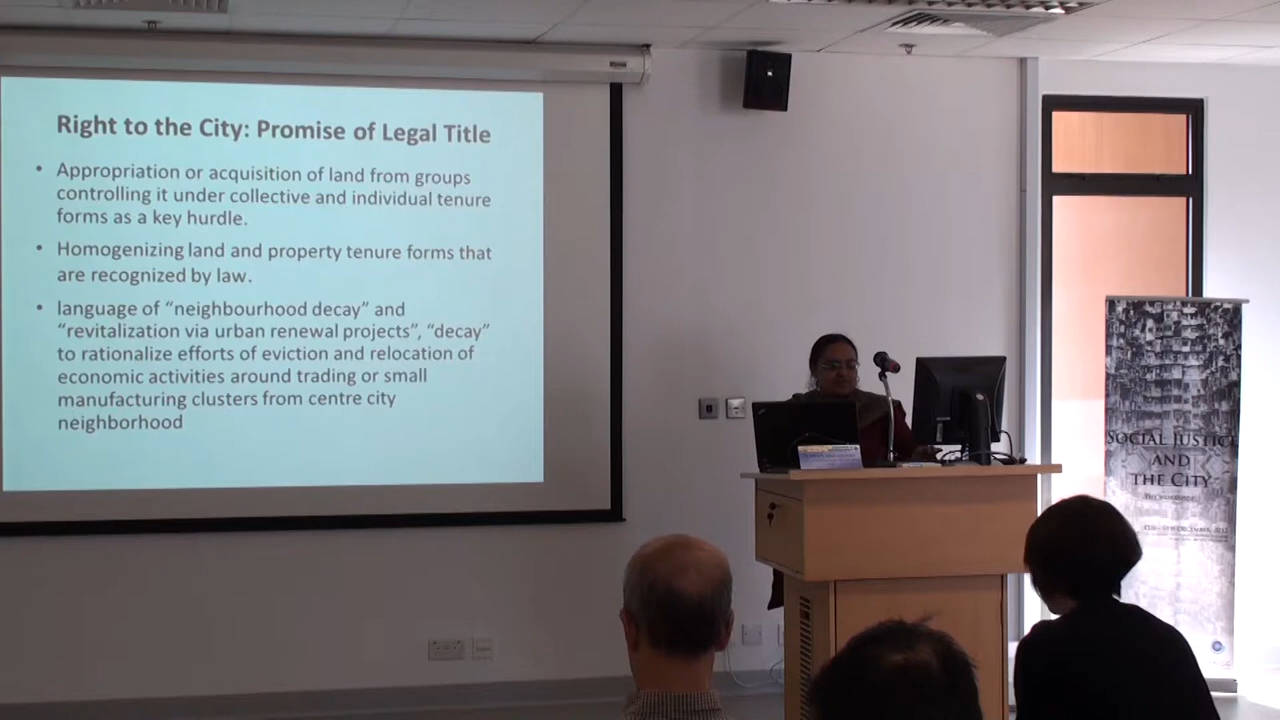 Right to the City: Promise of Legal Title
• Appropriation or acquisition of land from groups
controlling it under collective and individual tenure
forms as a key hurdle.
• Homogenizing land and property tenure forms that
are recognized by law.
• language of “neighbourhood decay” and
“revitalization via urban renewal projects”, “decay”
to rationalize efforts of eviction and relocation of
economic activities around trading or small
manufacturing clusters from centre city
neighborhood
SOCIAL JUSTICE
AND
THE CITY